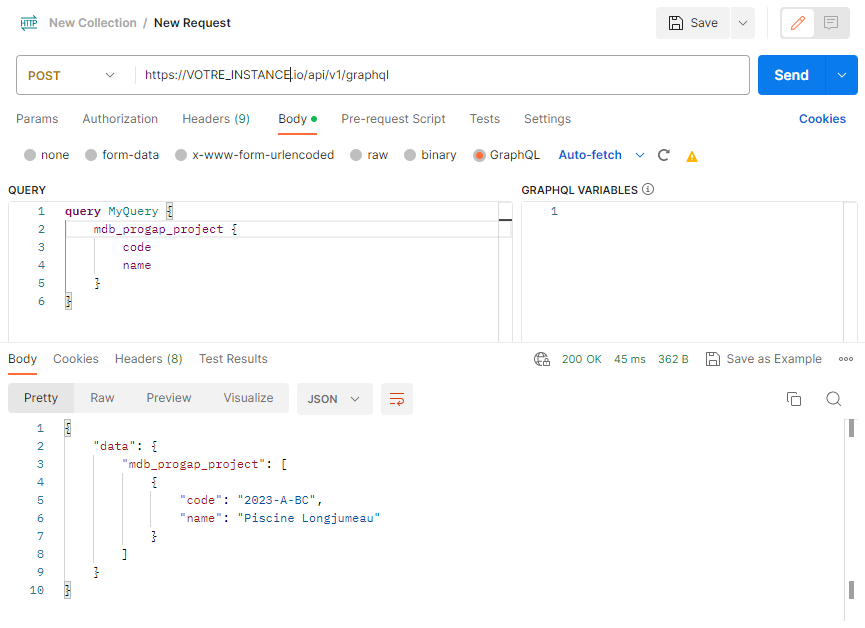 HTTP New Collection / New Request Save
POST https://VOTRE_INSTANCE.io/api/v1/graphql Send
Params Authorization Headers (9) Body Pre-request Script Tests Settings Cookies
none form-data x-www-form-urlencoded raw binary GraphQL Auto-fetch
QUERY GRAPHQL VARIABLES
1 query MyQuery { 1
2 mdb_progap_project {
3 code
4 name
5 }
6 }
Body Cookies Headers (8) Test Results 200 OK 45 ms 362 B Save as Example
Pretty Raw Preview Visualize JSON
1 {
2 "data": {
3 "mdb_progap_project": [
4 {
5 "code": "2023-A-BC",
6 "name": "Piscine Longjumeau"
7 }
8 ]
9 }
10 }